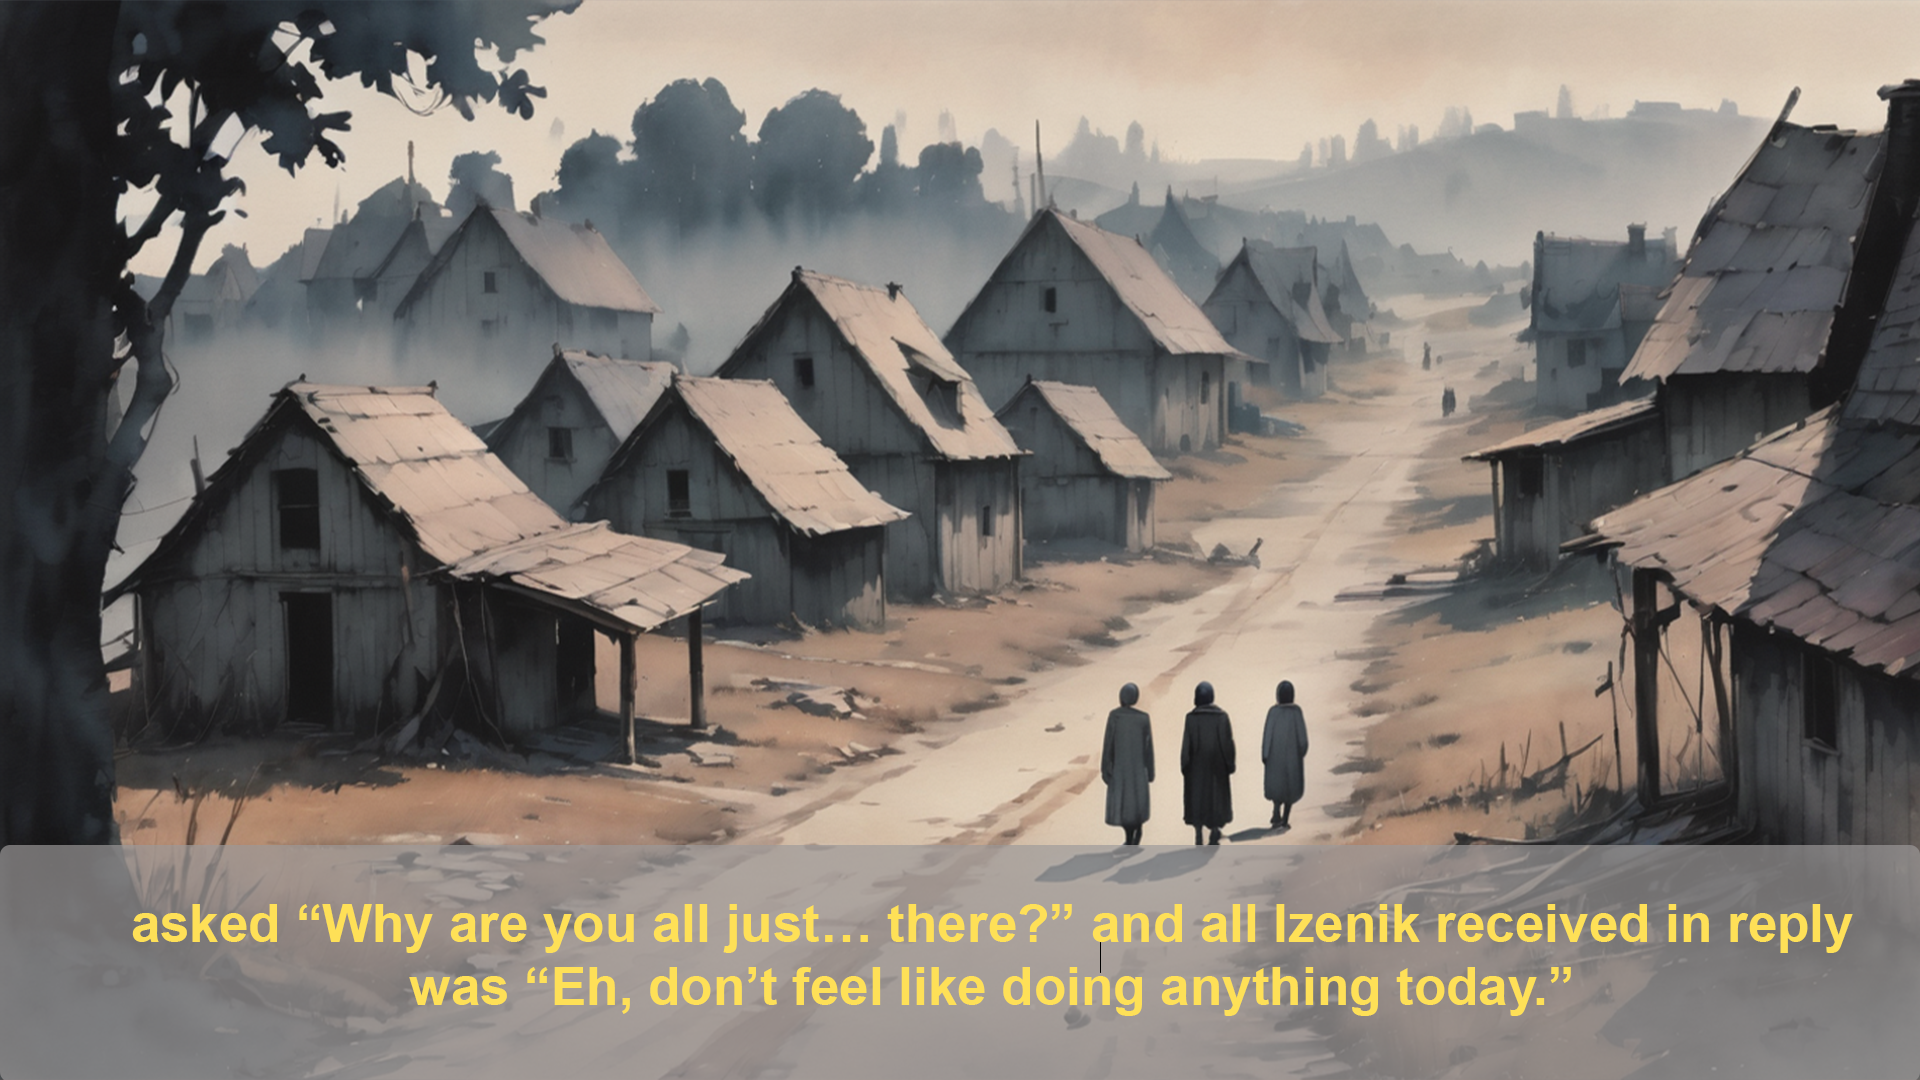 asked “Why are you all just… there?” and all Izenik received in reply
was “Eh, don’t feel like doing anything today.”